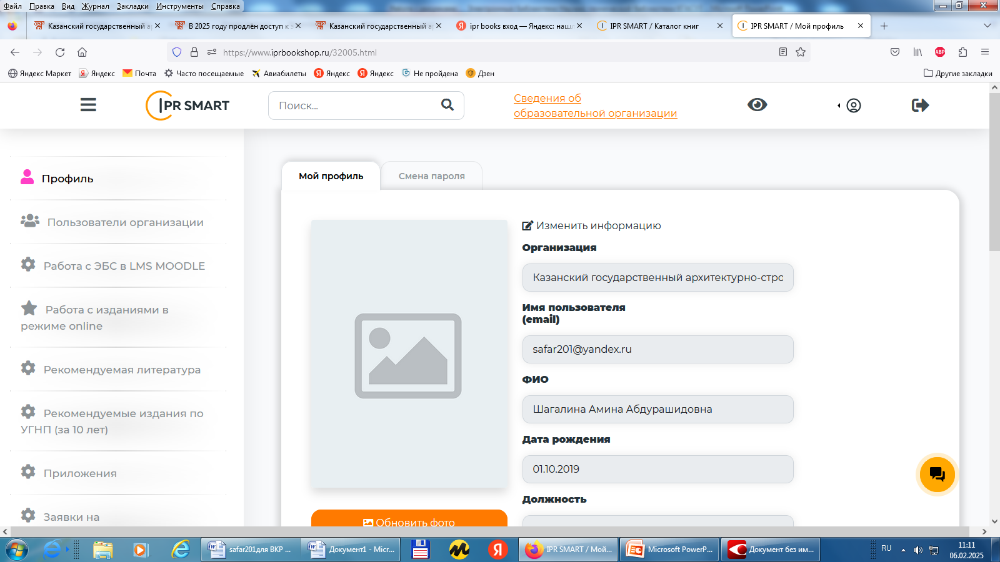 Файл Правка Вид Журнал Закладки Инструменты Справка
Казанский государственный а
В 2025 году продлён доступ к э
Казанский государственный а
ipr books вход — Яндекс: наш
IPR SMART / Каталог книг
IPR SMART / Мой профиль
https://www.iprbookshop.ru/32005.html
ABP
Яндекс Маркет
Яндекс
Почта
Часто посещаемые
Авиабилеты
Яндекс
Яндекс
Не пройдена
Дзен
Другие закладки
IPR SMART
Поиск...
Сведения об
образовательной организации
Профиль
Пользователи организации
Работа с ЭБС в LMS MOODLE
Работа с изданиями в
режиме online
Рекомендуемая литература
Рекомендуемые издания по
УГНП (за 10 лет)
Приложения
Заявки на
Мой профиль
Смена пароля
Обновить фото
Изменить информацию
Организация
Казанский государственный архитектурно-стро
Имя пользователя
(email)
safar201@yandex.ru
ФИО
Шагалина Амина Абдурашидовна
Дата рождения
01.10.2019
Должность
safar201для ВКР ...
Документ1 - Micr...
IPR SMART / Мой...
Microsoft PowerP...
Документ без им...
RU
11:11
06.02.2025